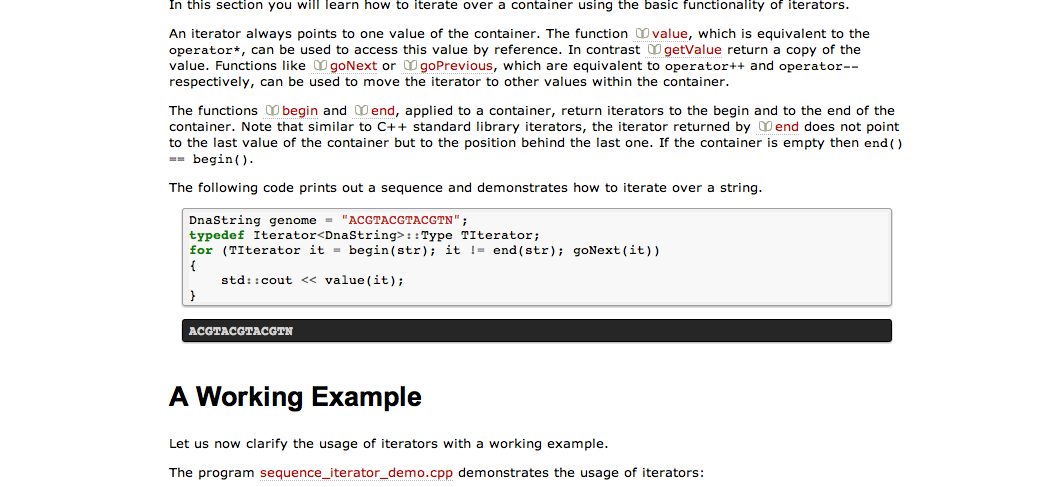 In this section you will learn how to iterate over a container using the basic functionality of iterators.
An iterator always points to one value of the container. The function value, which is equivalent to the
operator*, can be used to access this value by reference. In contrast getValue return a copy of the
value. Functions like goNext or goPrevious, which are equivalent to operator++ and operator--
respectively, can be used to move the iterator to other values within the container.
The functions begin and end, applied to a container, return iterators to the begin and to the end of the
container. Note that similar to C++ standard library iterators, the iterator returned by end does not point
to the last value of the container but to the position behind the last one. If the container is empty then end()
== begin().
The following code prints out a sequence and demonstrates how to iterate over a string.
DnaString genome = "ACGTACGTACGTN";
typedef Iterator<DnaString>::Type TIterator;
for (TIterator it = begin(str); it != end(str); goNext(it))
{
    std::cout << value(it);
}
ACGTACGTACGTN
A Working Example
Let us now clarify the usage of iterators with a working example.
The program sequence_iterator_demo.cpp demonstrates the usage of iterators: